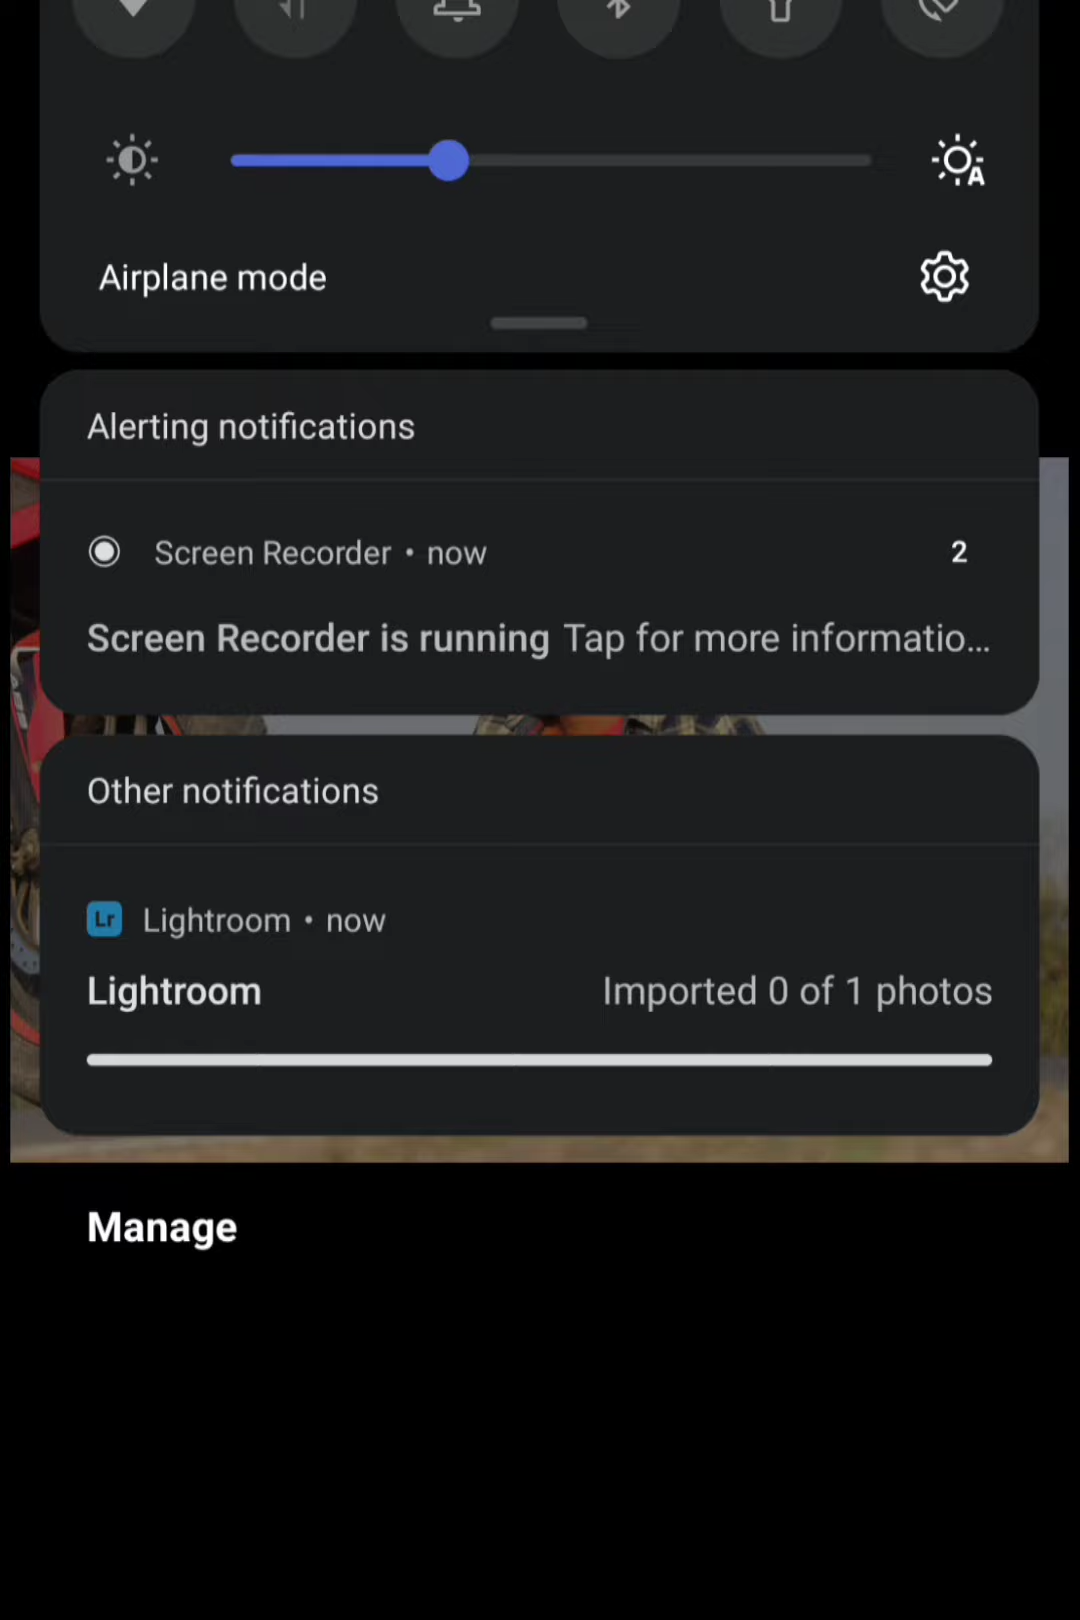 A
Airplane mode
Alerting notifications
Screen Recorder • now 2
Screen Recorder is running Tap for more informatio...
Other notifications
Lr Lightroom • now
Lightroom Imported 0 of 1 photos
Manage